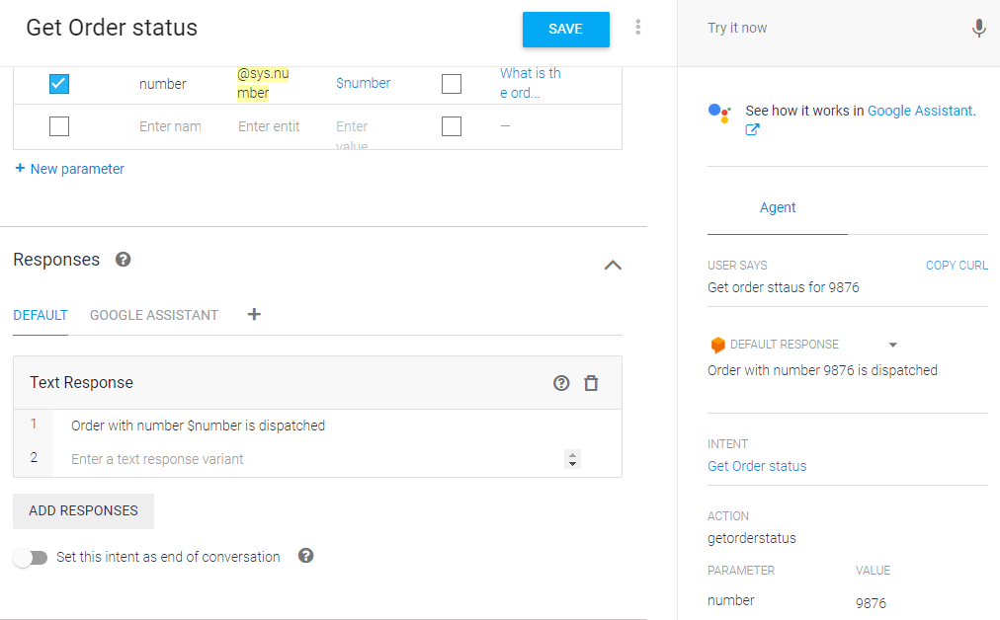 Get Order status
SAVE
number
@sys.nu
mber
$number
What is th
e ord...
Enter nam
Enter entit
Enter
value
—
+ New parameter
Responses
DEFAULT
GOOGLE ASSISTANT
+
Text Response
1 Order with number $number is dispatched
2 Enter a text response variant
ADD RESPONSES
Set this intent as end of conversation
Try it now
See how it works in Google Assistant.
Agent
USER SAYS
COPY CURL
Get order sttaus for 9876
DEFAULT RESPONSE
Order with number 9876 is dispatched
INTENT
Get Order status
ACTION
getorderstatus
PARAMETER
VALUE
number
9876